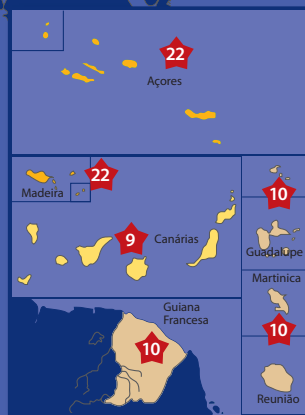 22
Açores
22
Madeira
9
Canárias
10
Guadalupe
Martinica
10
Reunião
Guiana
Francesa
10